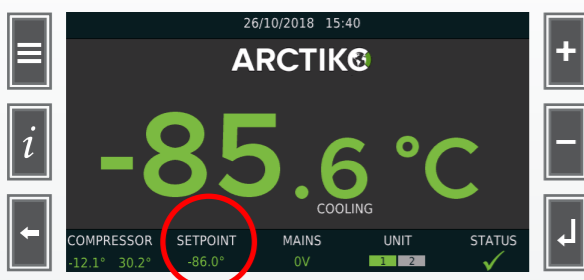 26/10/2018 15:40
ARCTIKO
-85.6 °C
COOLING
COMPRESSOR SETPOINT MAINS UNIT STATUS
-12.1° 30.2° -86.0° 0V 1 2
i
+
-